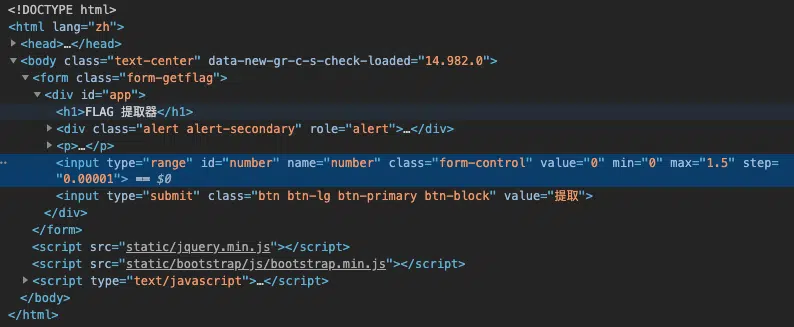 <!DOCTYPE html>
<html lang="zh">
<head>…</head>
<body class="text-center" data-new-gr-c-s-check-loaded="14.982.0">
<form class="form-getflag">
<div id="app">
<h1>FLAG 提取器</h1>
<div class="alert alert-secondary" role="alert">…</div>
<p>…</p>
<input type="range" id="number" name="number" class="form-control" value="0" min="0" max="1.5" step=
"0.00001"> == $0
<input type="submit" class="btn btn-lg btn-primary btn-block" value="提取">
</div>
</form>
<script src="static/jquery.min.js"></script>
<script src="static/bootstrap/js/bootstrap.min.js"></script>
<script type="text/javascript">…</script>
</body>
</html>